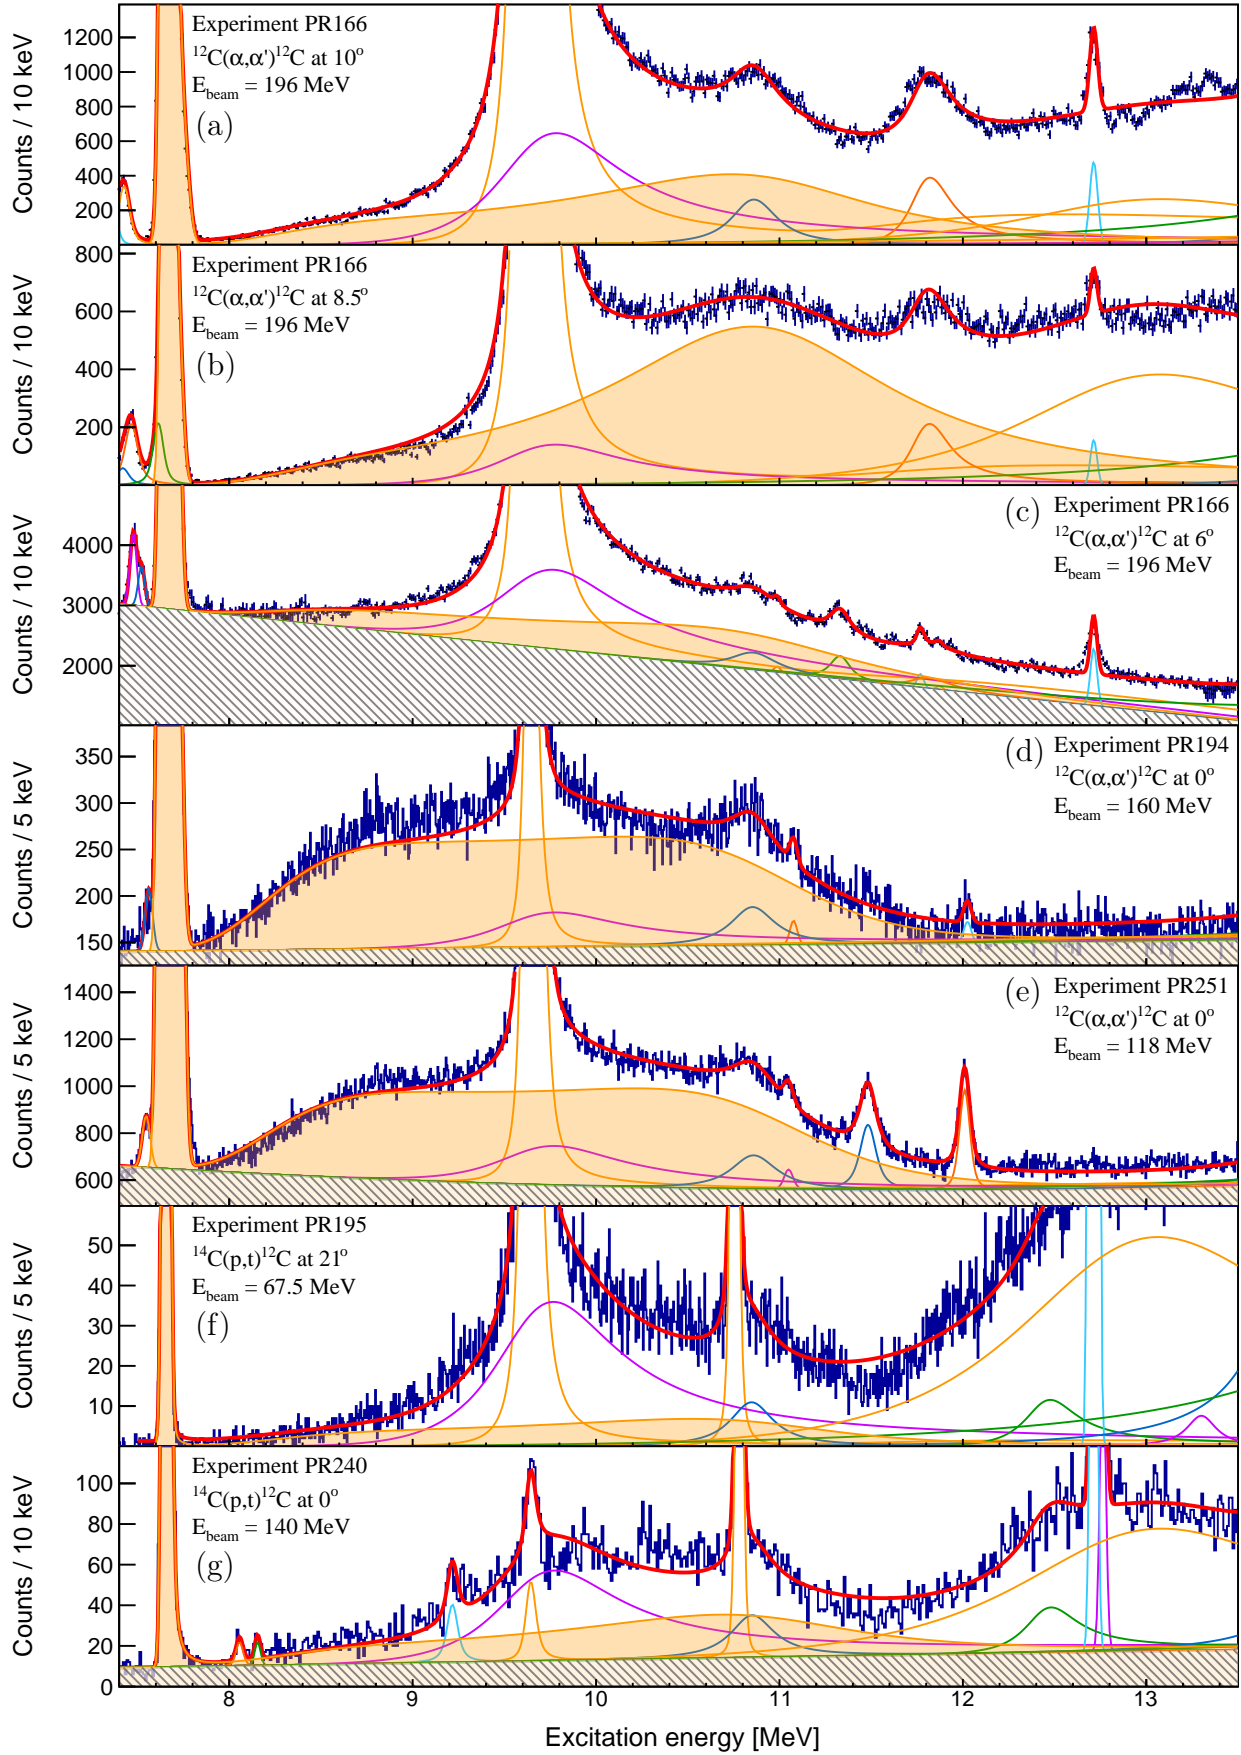 Experiment PR166
¹²C(α,α')¹²C at 10°
E_beam = 196 MeV
(a)
Counts / 10 keV
1200
1000
800
600
400
200
Experiment PR166
¹²C(α,α')¹²C at 8.5°
E_beam = 196 MeV
(b)
Counts / 10 keV
800
600
400
200
(c)
Experiment PR166
¹²C(α,α')¹²C at 6°
E_beam = 196 MeV
Counts / 10 keV
4000
3000
2000
(d)
Experiment PR194
¹²C(α,α')¹²C at 0°
E_beam = 160 MeV
Counts / 5 keV
350
300
250
200
150
(e)
Experiment PR251
¹²C(α,α')¹²C at 0°
E_beam = 118 MeV
Counts / 5 keV
1400
1200
1000
800
600
Experiment PR195
¹⁴C(p,t)¹²C at 21°
E_beam = 67.5 MeV
(f)
Counts / 5 keV
50
40
30
20
10
Experiment PR240
¹⁴C(p,t)¹²C at 0°
E_beam = 140 MeV
(g)
Counts / 10 keV
100
80
60
40
20
0
8 9 10 11 12 13
Excitation energy [MeV]